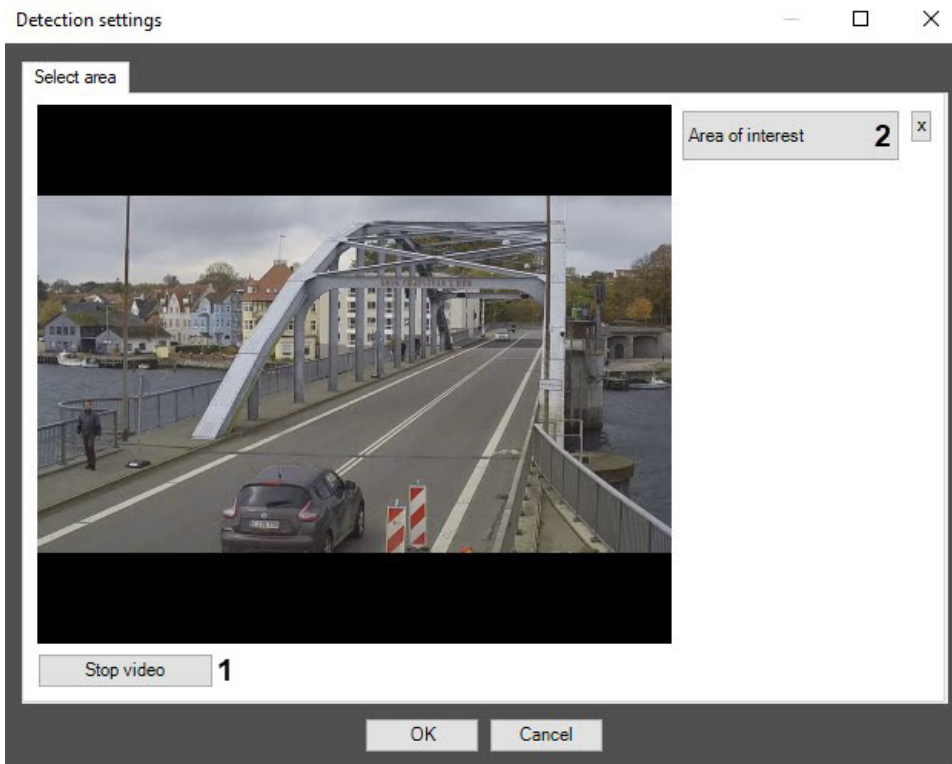 Detection settings
Select area
Area of interest 2
x
Stop video 1
OK
Cancel